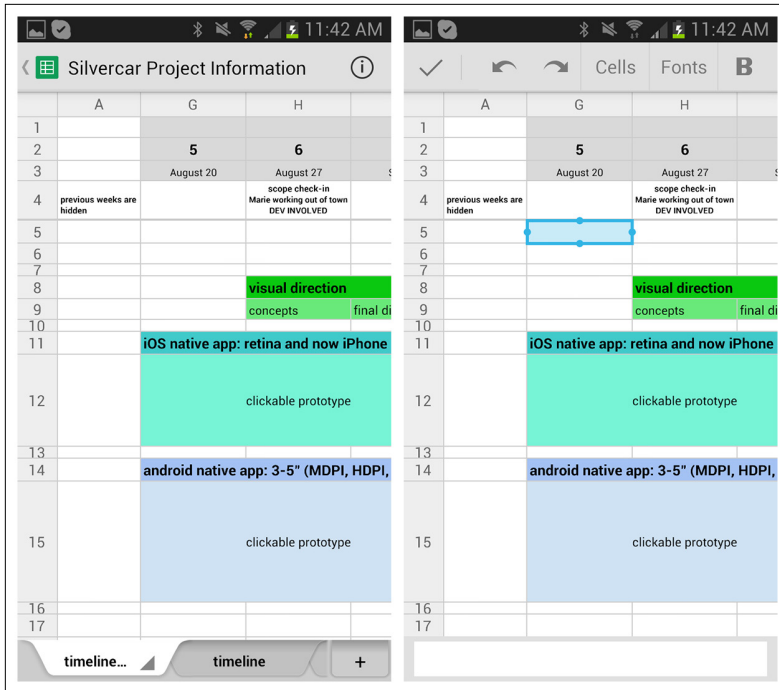 11:42 AM
Silvercar Project Information
A G H
1
2 5 6
3 August 20 August 27
scope check-in
4 previous weeks are Marie working out of town
hidden DEV INVOLVED
5
6
7
8 visual direction
9 concepts final di
10
11 iOS native app: retina and now iPhone
12 clickable prototype
13
14 android native app: 3-5" (MDPI, HDPI,
15 clickable prototype
16
17
timeline... timeline +
11:42 AM
Cells Fonts B
A G H
1
2 5 6
3 August 20 August 27
scope check-in
4 previous weeks are Marie working out of town
hidden DEV INVOLVED
5
6
7
8 visual direction
9 concepts final di
10
11 iOS native app: retina and now iPhone
12 clickable prototype
13
14 android native app: 3-5" (MDPI, HDPI,
15 clickable prototype
16
17